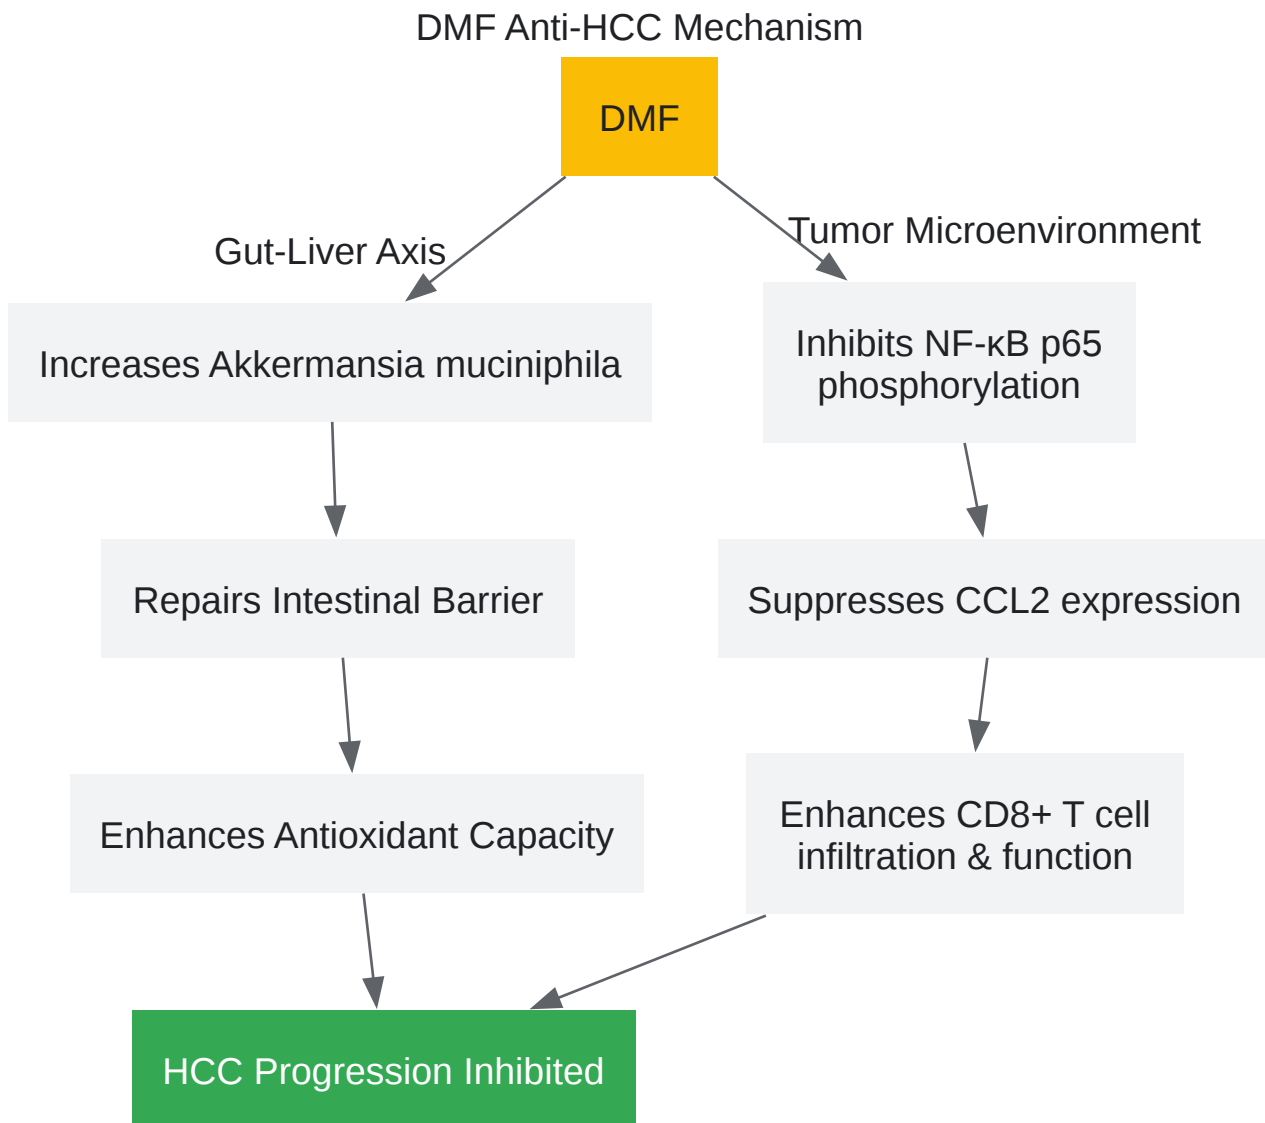 DMF Anti-HCC Mechanism
DMF
Gut-Liver Axis
Tumor Microenvironment
Increases Akkermansia muciniphila
Inhibits NF-κB p65
phosphorylation
Repairs Intestinal Barrier
Suppresses CCL2 expression
Enhances Antioxidant Capacity
Enhances CD8+ T cell
infiltration & function
HCC Progression Inhibited